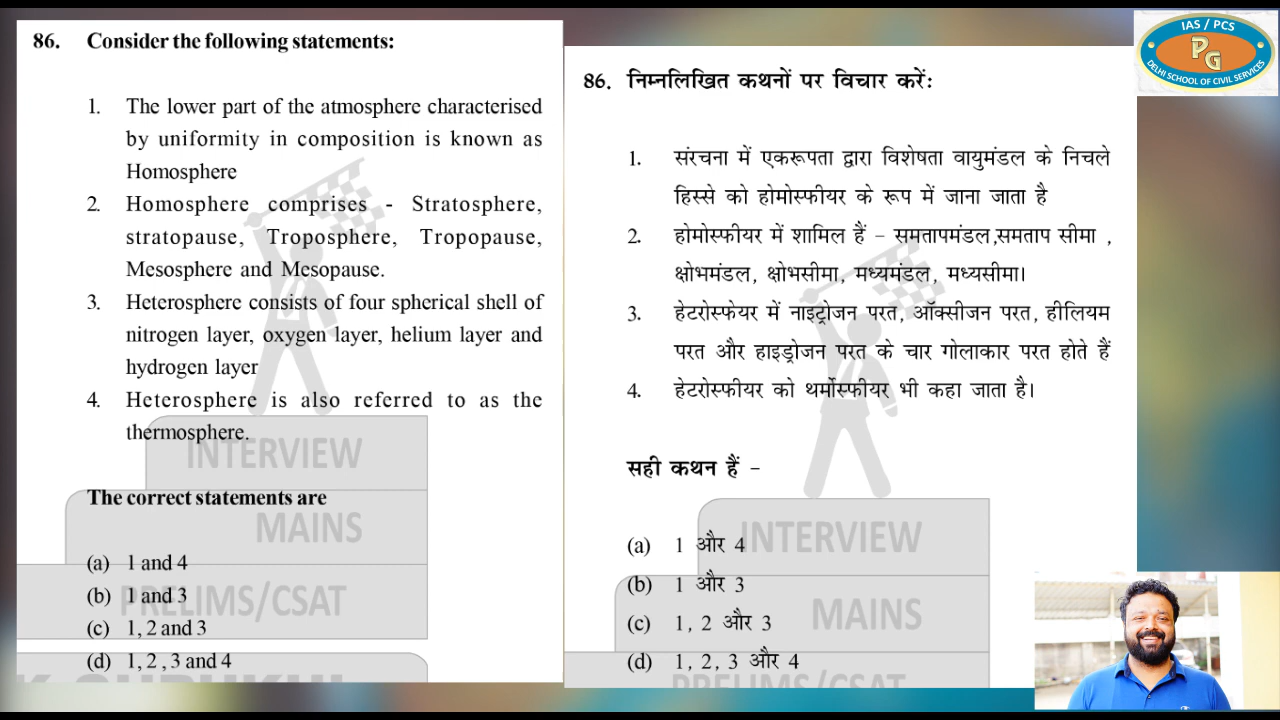 86. Consider the following statements:
1. The lower part of the atmosphere characterised
by uniformity in composition is known as
Homosphere
2. Homosphere comprises - Stratosphere,
stratopause, Troposphere, Tropopause,
Mesosphere and Mesopause.
3. Heterosphere consists of four spherical shell of
nitrogen layer, oxygen layer, helium layer and
hydrogen layer
4. Heterosphere is also referred to as the
thermosphere.
The correct statements are
(a) 1 and 4
(b) 1 and 3
(c) 1, 2 and 3
(d) 1, 2 , 3 and 4
INTERVIEW
MAINS
PRELIMS/CSAT
86. निम्नलिखित कथनों पर विचार करें:
1. संरचना में एकरूपता द्वारा विशेषता वायुमंडल के निचले
हिस्से को होमोस्फीयर के रूप में जाना जाता है
2. होमोस्फीयर में शामिल हैं - समतापमंडल,समताप सीमा ,
क्षोभमंडल, क्षोभसीमा, मध्यमंडल, मध्यसीमा।
3. हेटरोस्फेयर में नाइट्रोजन परत, ऑक्सीजन परत, हीलियम
परत और हाइड्रोजन परत के चार गोलाकार परत होते हैं
4. हेटरोस्फीयर को थर्मोस्फीयर भी कहा जाता है।
सही कथन हैं -
(a) 1 और 4
(b) 1 और 3
(c) 1, 2 और 3
(d) 1, 2, 3 और 4
INTERVIEW
MAINS
PRELIMS/CSAT
IAS / PCS
PG
DELHI SCHOOL OF CIVIL SERVICES